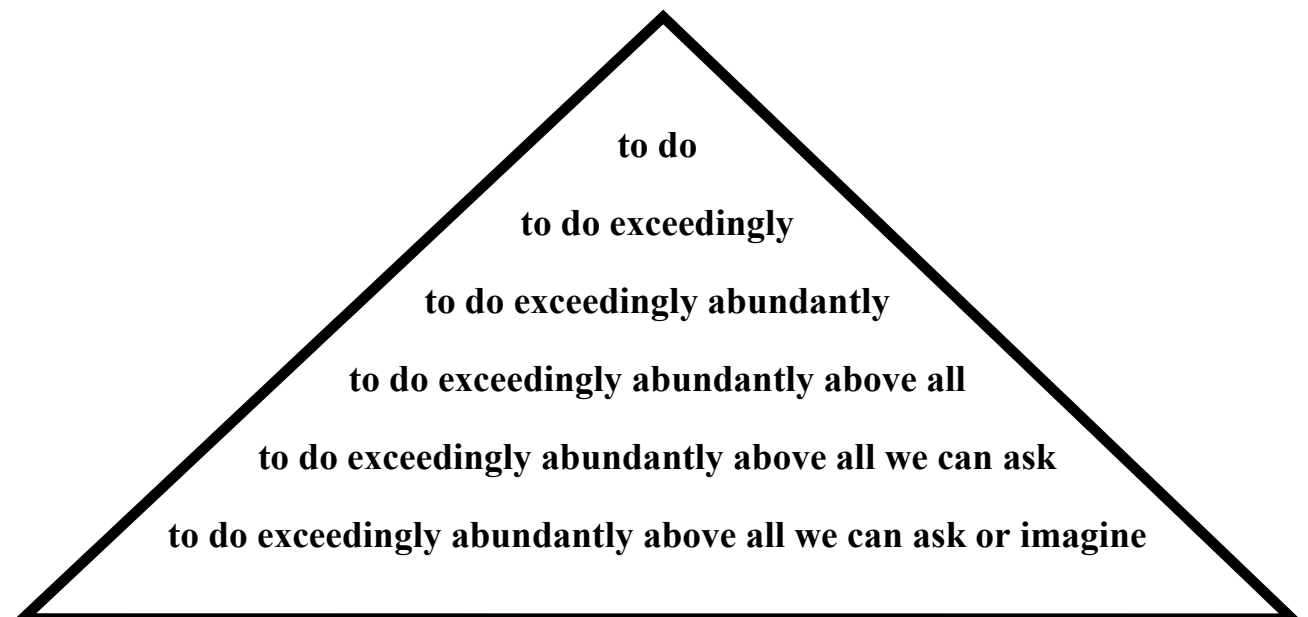 to do
to do exceedingly
to do exceedingly abundantly
to do exceedingly abundantly above all
to do exceedingly abundantly above all we can ask
to do exceedingly abundantly above all we can ask or imagine